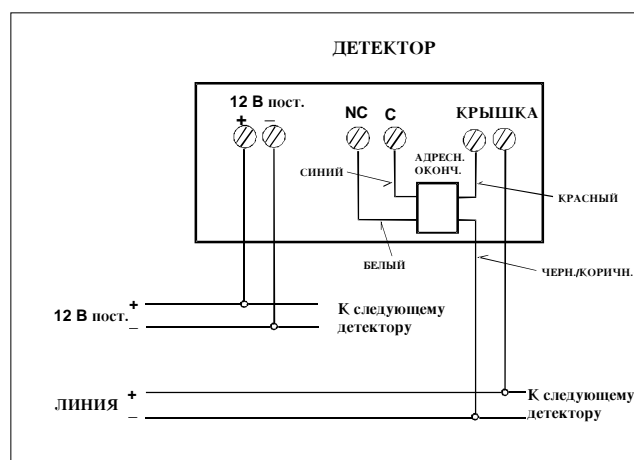 ДЕТЕКТОР
12 В пост.
+ –
NC C
КРЫШКА
АДРЕСН.
ОКОНЧ.
СИНИЙ
КРАСНЫЙ
БЕЛЫЙ
ЧЕРН./КОРИЧН.
12 В пост.
+
–
К следующему
детектору
ЛИНИЯ
+
–
К следующему
детектору